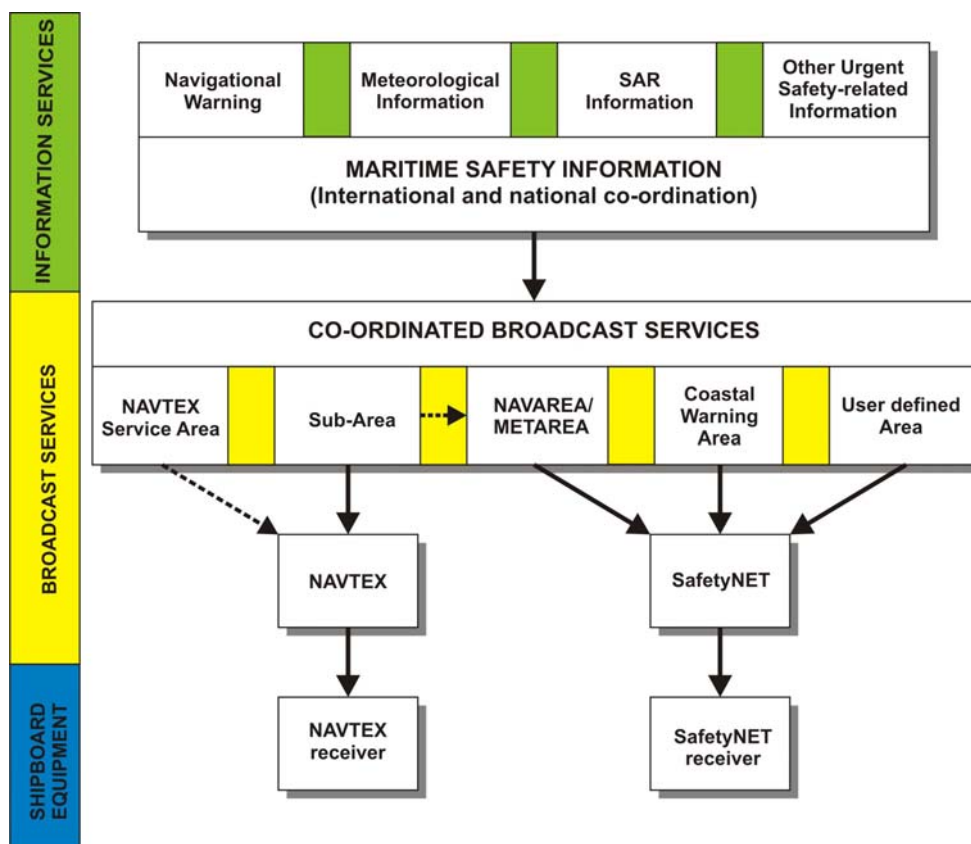 INFORMATION SERVICES
Navigational
Warning
Meteorological
Information
SAR
Information
Other Urgent
Safety-related
Information
MARITIME SAFETY INFORMATION
(International and national co-ordination)
BROADCAST SERVICES
CO-ORDINATED BROADCAST SERVICES
NAVTEX
Service Area
Sub-Area
NAVAREA/
METAREA
Coastal
Warning
Area
User defined
Area
NAVTEX
SafetyNET
SHIPBOARD
EQUIPMENT
NAVTEX
receiver
SafetyNET
receiver